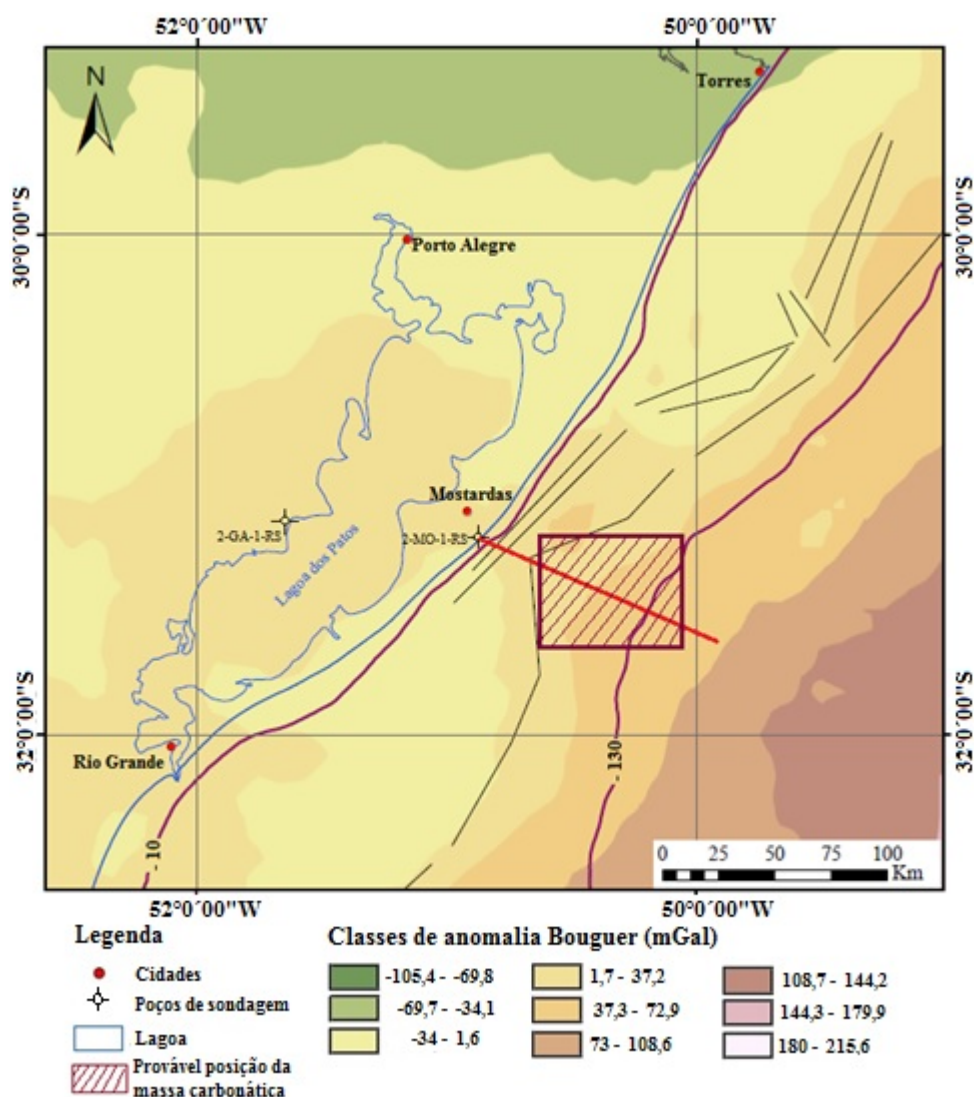 52°0´00"W
50°0´00"W
N
Torres
30°0´00"S
30°0´00"S
Porto Alegre
Mostardas
2-GA-1-RS
2-MO-1-RS
Lagoa dos Patos
32°0´00"S
32°0´00"S
Rio Grande
- 10
- 130
0 25 50 75 100
Km
52°0´00"W
50°0´00"W
Legenda
Cidades
Poços de sondagem
Lagoa
Provável posição da
massa carbonática
Classes de anomalia Bouguer (mGal)
-105,4 - -69,8
-69,7 - -34,1
-34 - 1,6
1,7 - 37,2
37,3 - 72,9
73 - 108,6
108,7 - 144,2
144,3 - 179,9
180 - 215,6